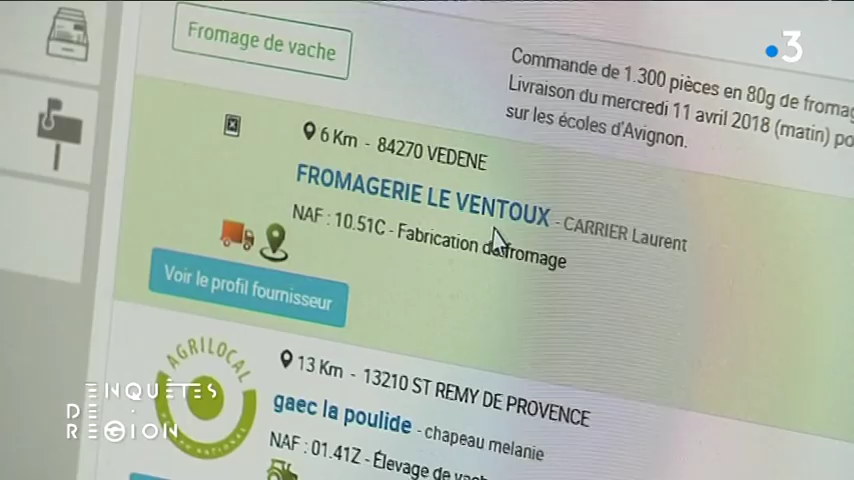 Fromage de vache
3
Commande de 1.300 pièces en 80g de fromag
Livraison du mercredi 11 avril 2018 (matin) po
sur les écoles d'Avignon.
6 Km - 84270 VEDENE
FROMAGERIE LE VENTOUX - CARRIER Laurent
NAF : 10.51C - Fabrication de fromage
Voir le profil fournisseur
AGRILOCAL
13 Km - 13210 ST REMY DE PROVENCE
gaec la poulide - chapeau melanie
NAF : 01.41Z - Élevage de vach
ENQUÊTES
DE
RÉGION